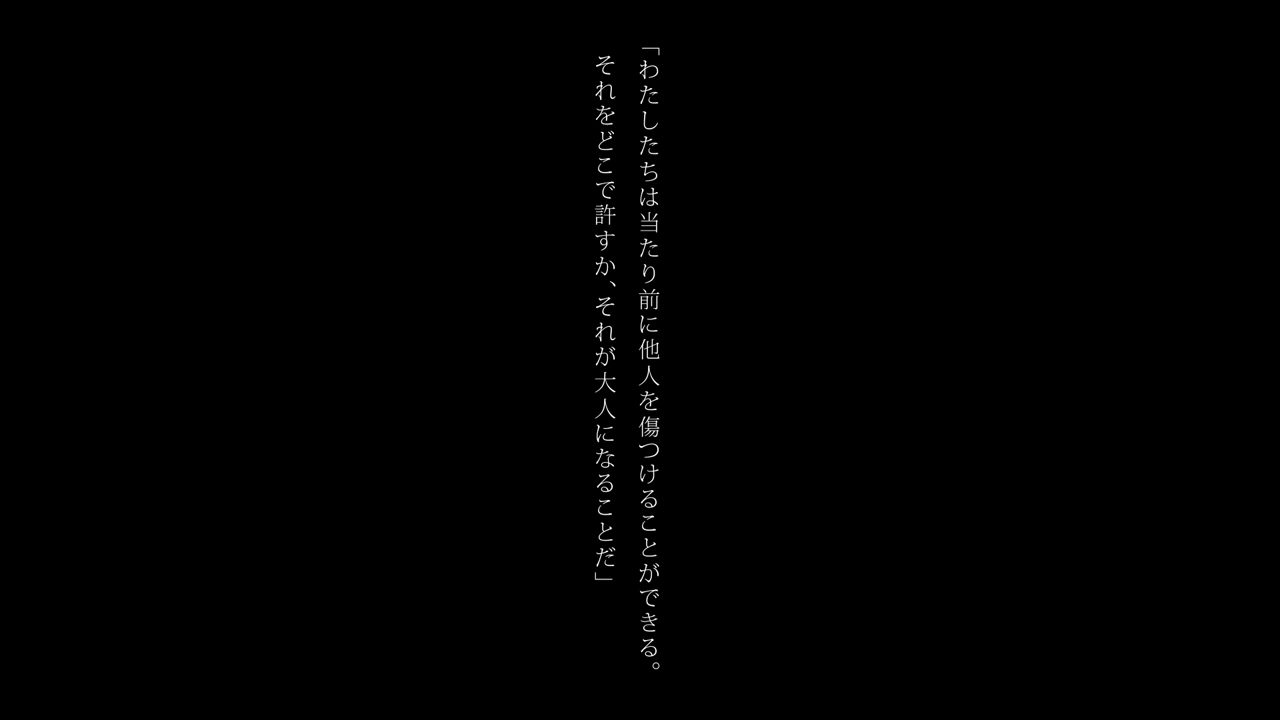 「わたしたちは当たり前に他人を傷つけることができる。
それをどこで許すか、それが大人になることだ」